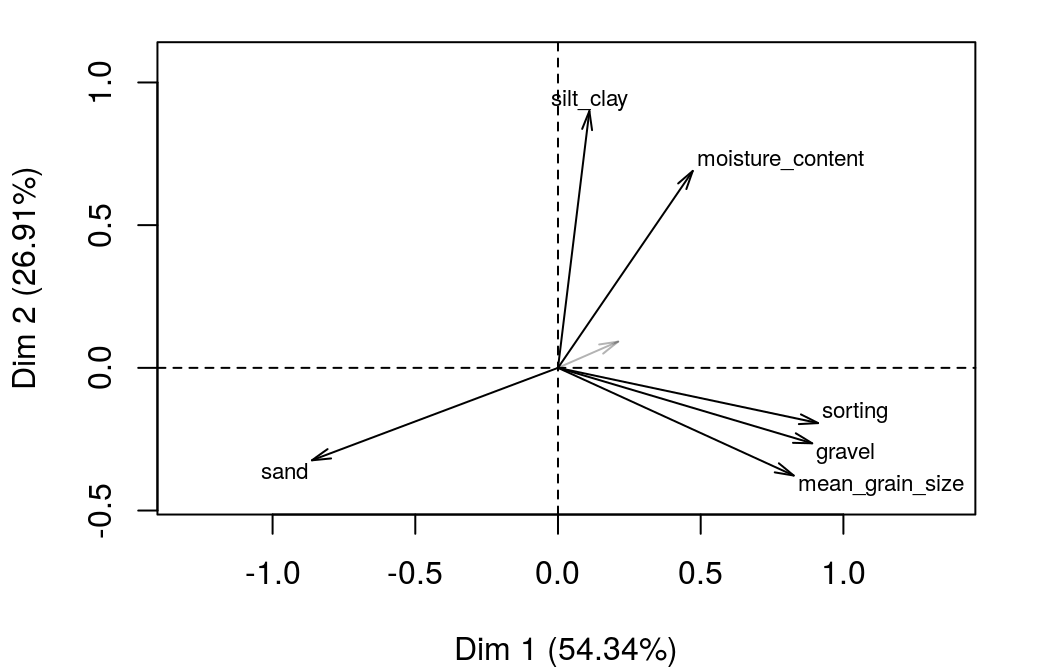 1.0
0.5
0.0
-0.5
Dim 2 (26.91%)
silt_clay
moisture_content
sorting
gravel
mean_grain_size
sand
-1.0 -0.5 0.0 0.5 1.0
Dim 1 (54.34%)